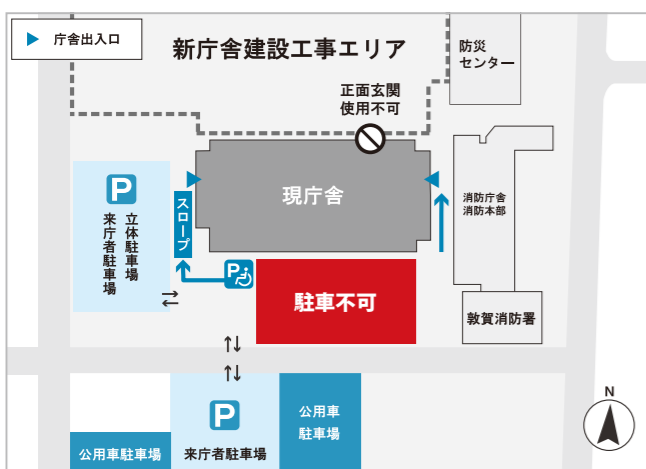 庁舎出入口
新庁舎建設工事エリア
防災
センター
正面玄関
使用不可
現庁舎
消防庁舎
消防本部
P
立体駐車場
来庁者駐車場
スロープ
P
駐車不可
敦賀消防署
P
来庁者駐車場
公用車
駐車場
公用車駐車場
N